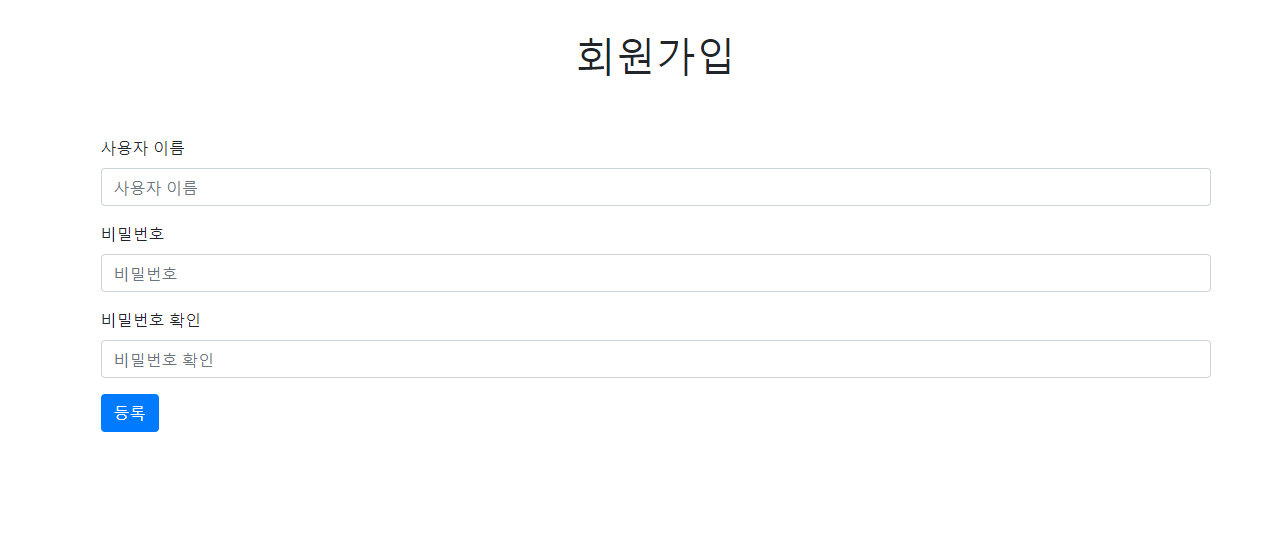 회원가입
사용자 이름
사용자 이름
비밀번호
비밀번호
비밀번호 확인
비밀번호 확인
등록